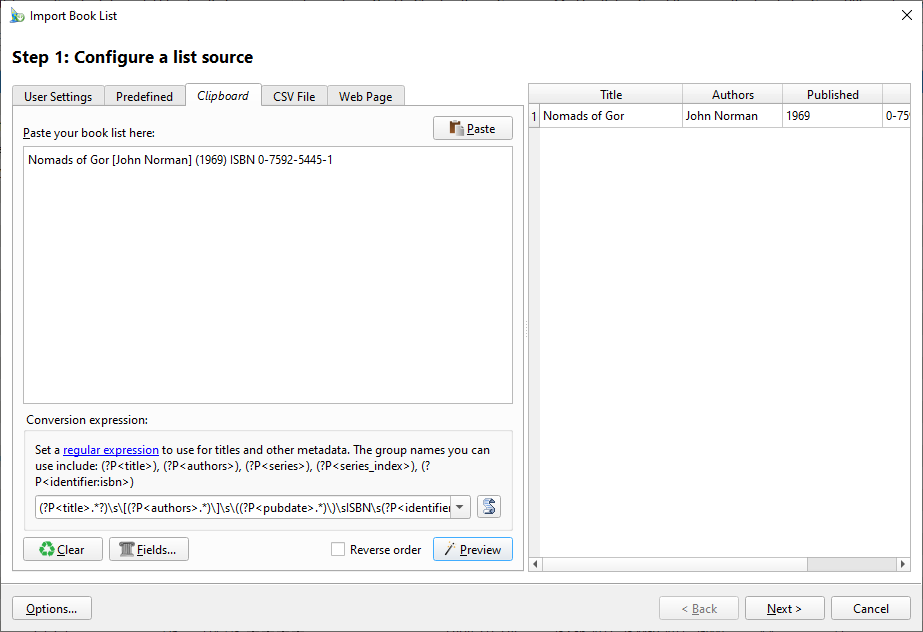 Import Book List
Step 1: Configure a list source
User Settings
Predefined
Clipboard
CSV File
Web Page
Paste your book list here:
Paste
Nomads of Gor [John Norman] (1969) ISBN 0-7592-5445-1
Conversion expression:
Set a regular expression to use for titles and other metadata. The group names you can
use include: (?P<title>), (?P<authors>), (?P<series>), (?P<series_index>), (?
P<identifier:isbn>)
(?P<title>.*?)\s\[(?P<authors>.*)\]\s\((?P<pubdate>.*)\)\sISBN\s(?P<identifier
Clear
Fields...
Reverse order
Preview
Title Authors Published
1 Nomads of Gor John Norman 1969 0-759
Options...
< Back
Next >
Cancel